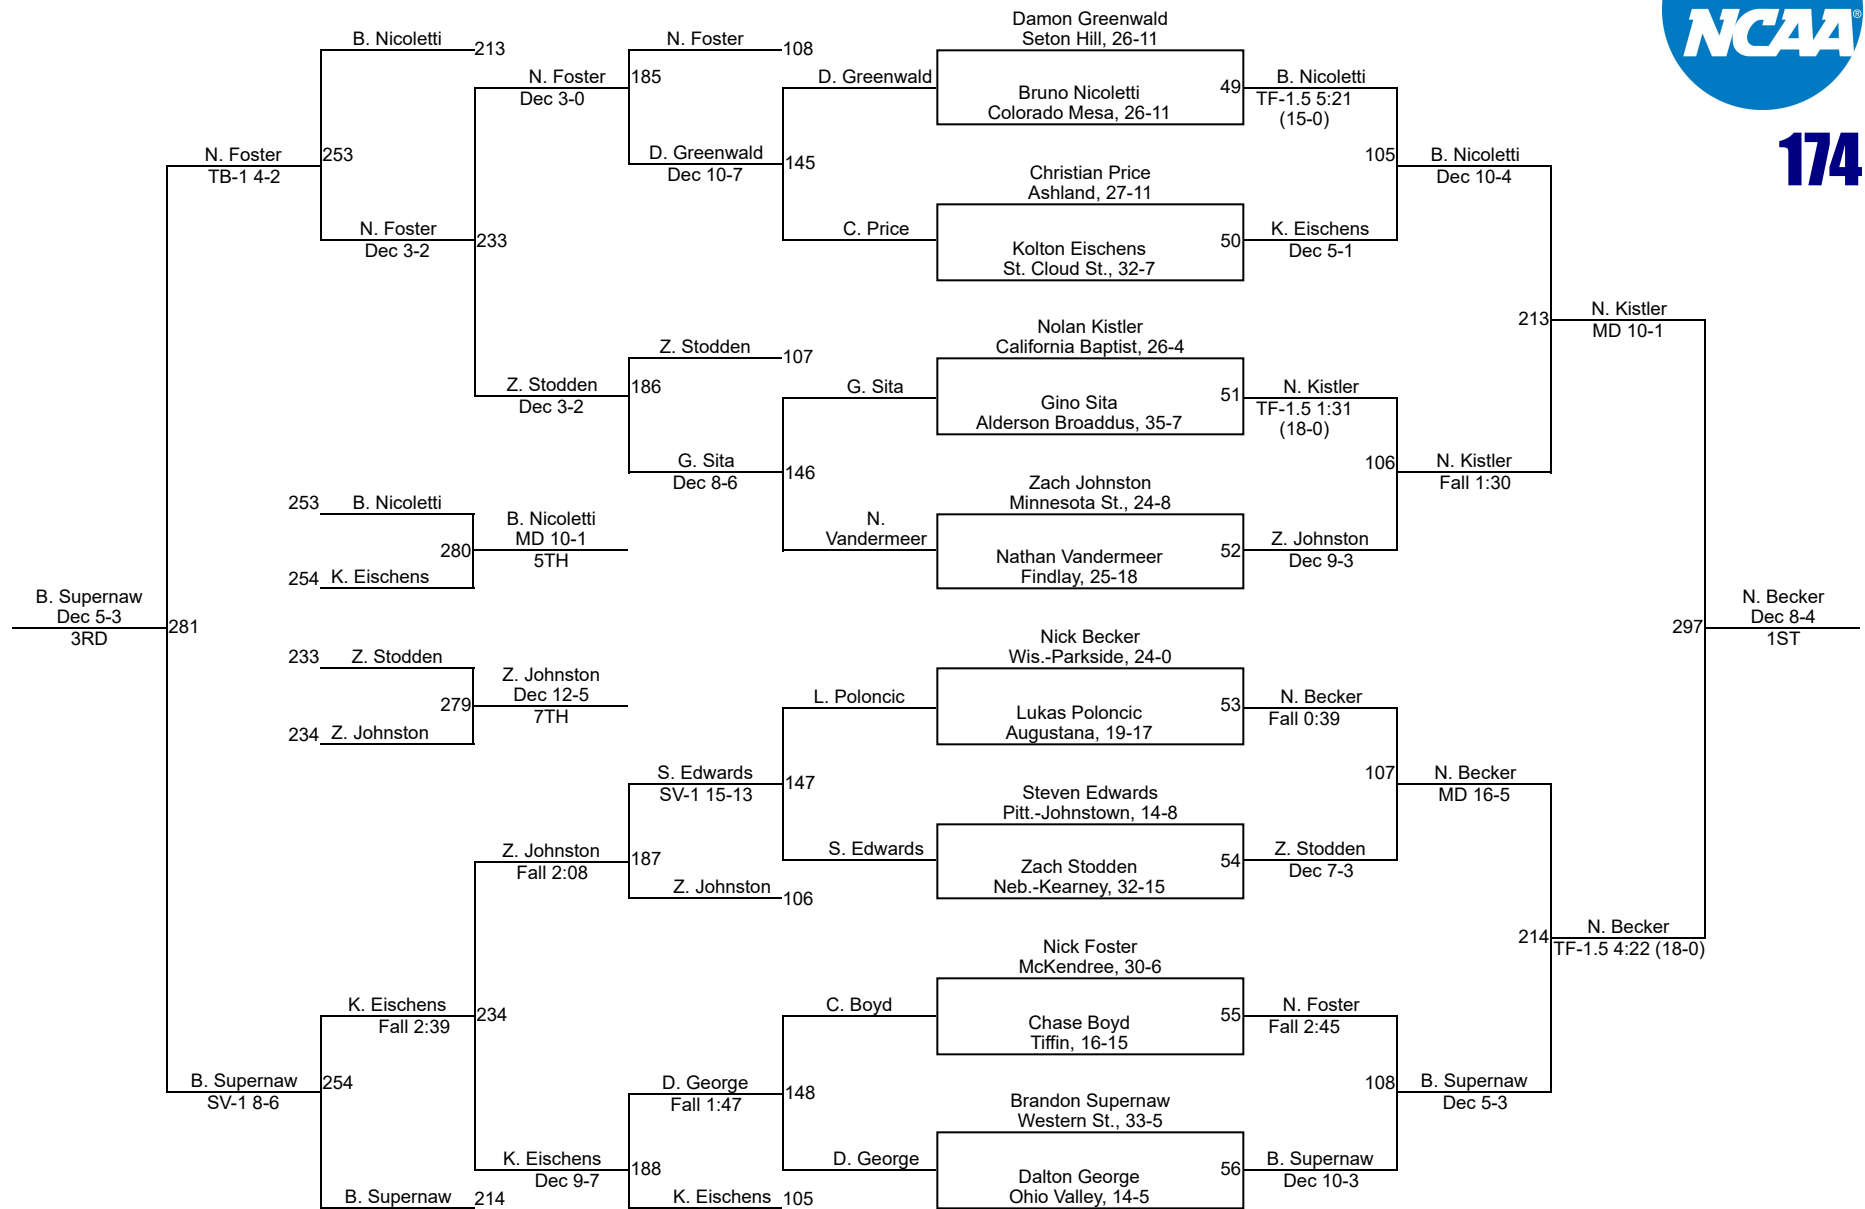 NCAA®
174
B. Nicoletti
213
N. Foster
108
Damon Greenwald
Seton Hill, 26-11
N. Foster
Dec 3-0
185
D. Greenwald
Bruno Nicoletti
Colorado Mesa, 26-11
49
B. Nicoletti
TF-1.5 5:21
(15-0)
N. Foster
TB-1 4-2
253
D. Greenwald
Dec 10-7
145
Christian Price
Ashland, 27-11
105
B. Nicoletti
Dec 10-4
N. Foster
Dec 3-2
233
C. Price
Kolton Eischens
St. Cloud St., 32-7
50
K. Eischens
Dec 5-1
Z. Stodden
107
Nolan Kistler
California Baptist, 26-4
213
N. Kistler
MD 10-1
Z. Stodden
Dec 3-2
186
G. Sita
Gino Sita
Alderson Broaddus, 35-7
51
N. Kistler
TF-1.5 1:31
(18-0)
G. Sita
Dec 8-6
146
Zach Johnston
Minnesota St., 24-8
106
N. Kistler
Fall 1:30
253
B. Nicoletti
B. Nicoletti
MD 10-1
5TH
280
254
K. Eischens
N.
Vandermeer
Nathan Vandermeer
Findlay, 25-18
52
Z. Johnston
Dec 9-3
B. Supernaw
Dec 5-3
3RD
281
297
N. Becker
Dec 8-4
1ST
233
Z. Stodden
Z. Johnston
Dec 12-5
7TH
279
234
Z. Johnston
Nick Becker
Wis.-Parkside, 24-0
L. Poloncic
Lukas Poloncic
Augustana, 19-17
53
N. Becker
Fall 0:39
S. Edwards
SV-1 15-13
147
Steven Edwards
Pitt.-Johnstown, 14-8
107
N. Becker
MD 16-5
Z. Johnston
Fall 2:08
187
S. Edwards
Zach Stodden
Neb.-Kearney, 32-15
54
Z. Stodden
Dec 7-3
Z. Johnston
106
Nick Foster
McKendree, 30-6
214
N. Becker
TF-1.5 4:22 (18-0)
K. Eischens
Fall 2:39
234
C. Boyd
Chase Boyd
Tiffin, 16-15
55
N. Foster
Fall 2:45
B. Supernaw
SV-1 8-6
254
D. George
Fall 1:47
148
Brandon Supernaw
Western St., 33-5
108
B. Supernaw
Dec 5-3
K. Eischens
Dec 9-7
188
D. George
Dalton George
Ohio Valley, 14-5
56
B. Supernaw
Dec 10-3
B. Supernaw
214
K. Eischens
105